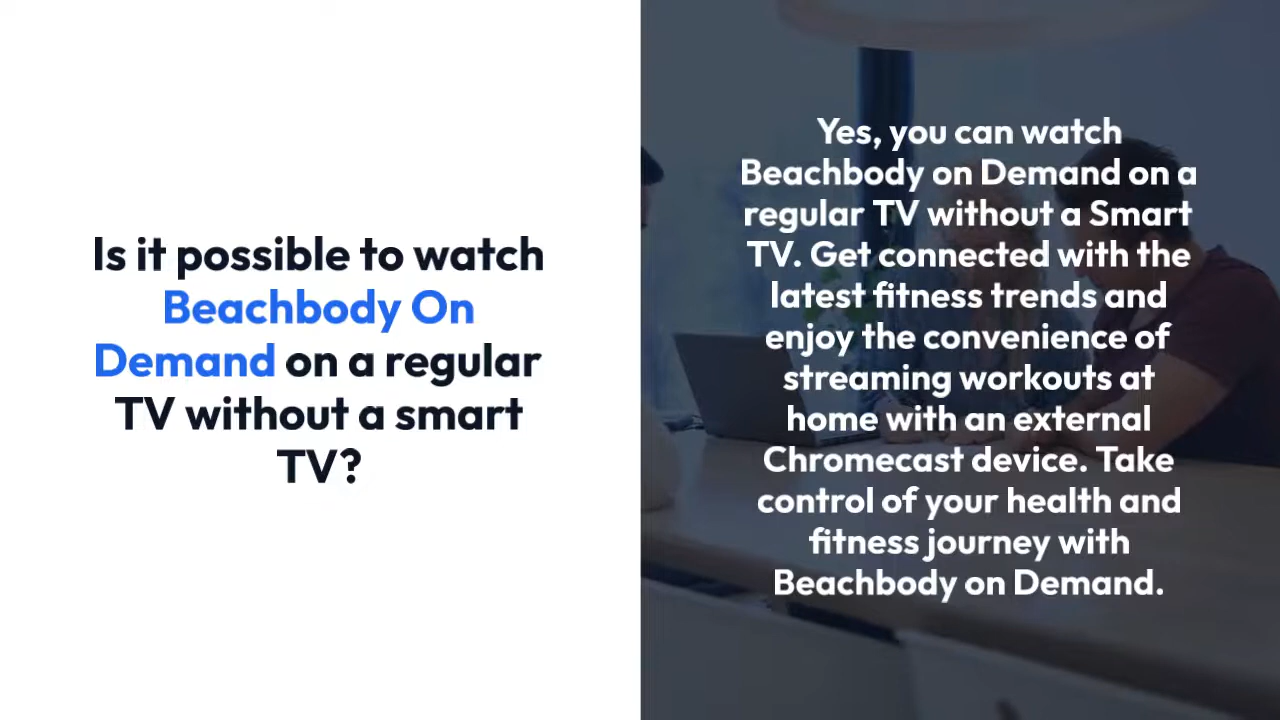 Is it possible to watch
Beachbody On
Demand on a regular
TV without a smart
TV?
Yes, you can watch
Beachbody on Demand on a
regular TV without a Smart
TV. Get connected with the
latest fitness trends and
enjoy the convenience of
streaming workouts at
home with an external
Chromecast device. Take
control of your health and
fitness journey with
Beachbody on Demand.